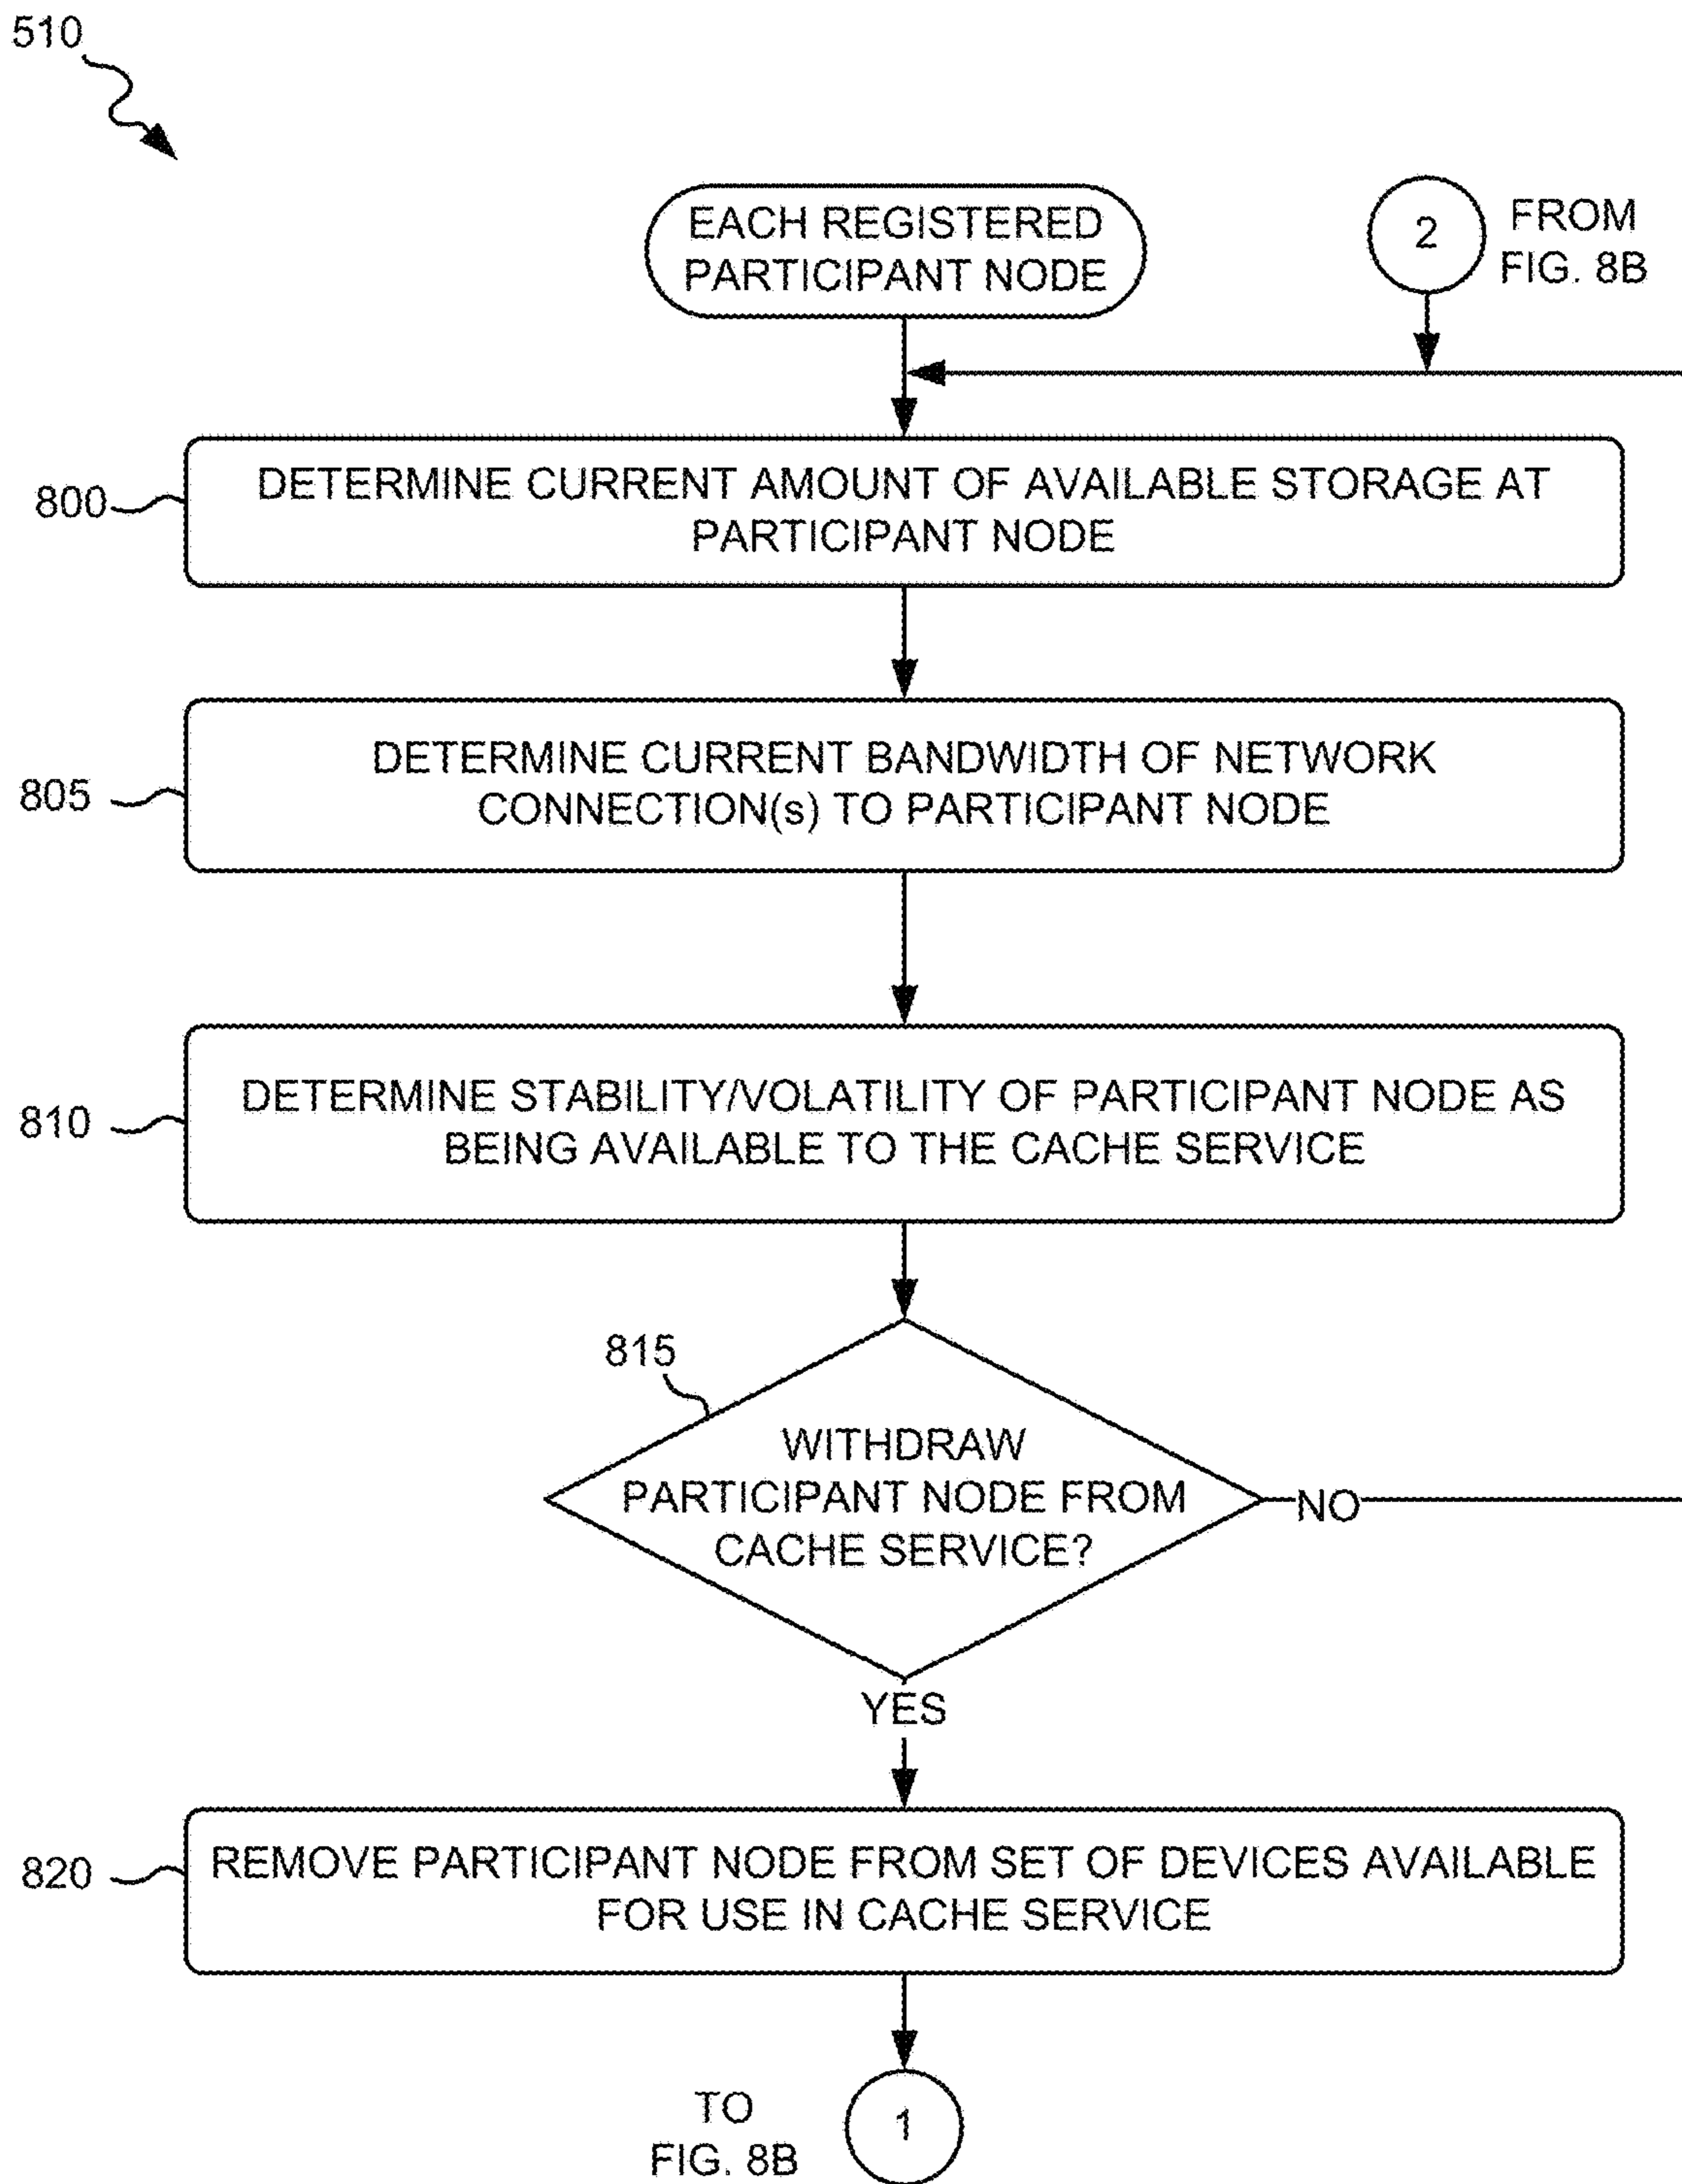 510
EACH REGISTERED
PARTICIPANT NODE
2
FROM
FIG. 8B
800
DETERMINE CURRENT AMOUNT OF AVAILABLE STORAGE AT
PARTICIPANT NODE
805
DETERMINE CURRENT BANDWIDTH OF NETWORK
CONNECTION(s) TO PARTICIPANT NODE
810
DETERMINE STABILITY/VOLATILITY OF PARTICIPANT NODE AS
BEING AVAILABLE TO THE CACHE SERVICE
815
WITHDRAW
PARTICIPANT NODE FROM
CACHE SERVICE?
NO
YES
820
REMOVE PARTICIPANT NODE FROM SET OF DEVICES AVAILABLE
FOR USE IN CACHE SERVICE
TO
FIG. 8B
1